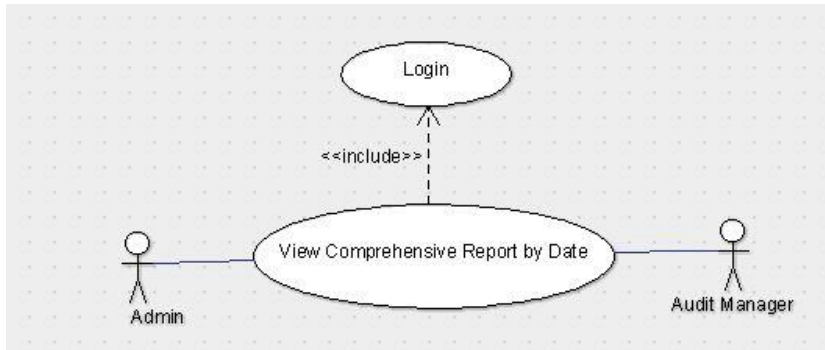 Login
<<include>>
View Comprehensive Report by Date
Admin
Audit Manager